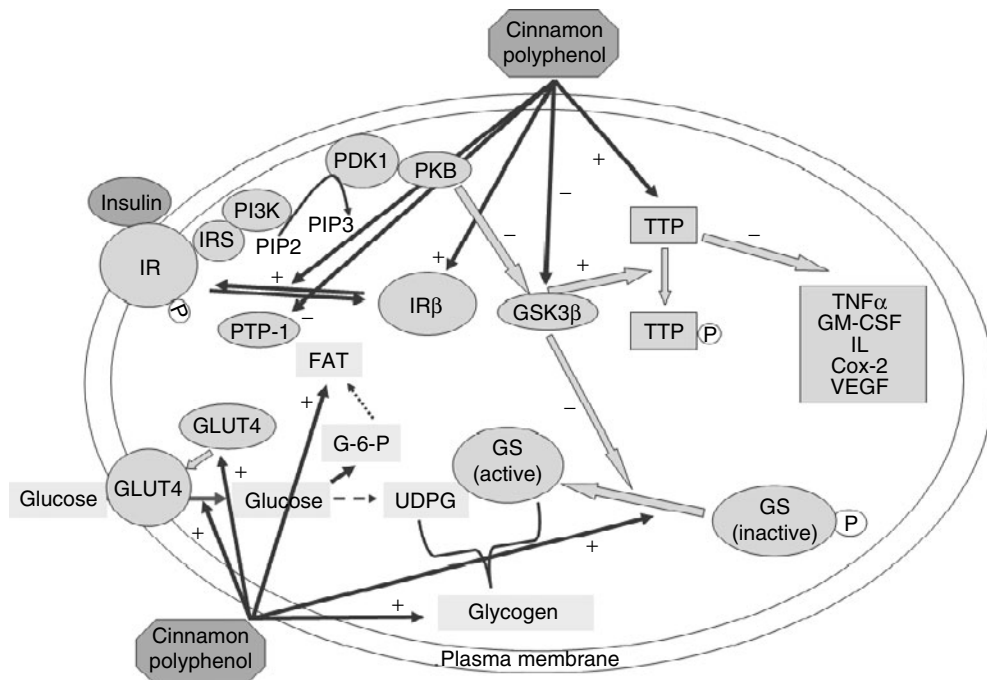 Cinnamon
polyphenol
PDK1
PKB
+
−
Insulin
PI3K
PIP3
TTP
IRS
PIP2
−
−
IR
+
+
+
P
IRβ
GSK3β
TNFα
GM-CSF
IL
Cox-2
VEGF
PTP-1
−
TTP
P
FAT
+
−
GLUT4
G-6-P
GS
(active)
+
Glucose
GLUT4
Glucose
UDPG
GS
(inactive)
P
+
+
+
Glycogen
Cinnamon
polyphenol
Plasma membrane